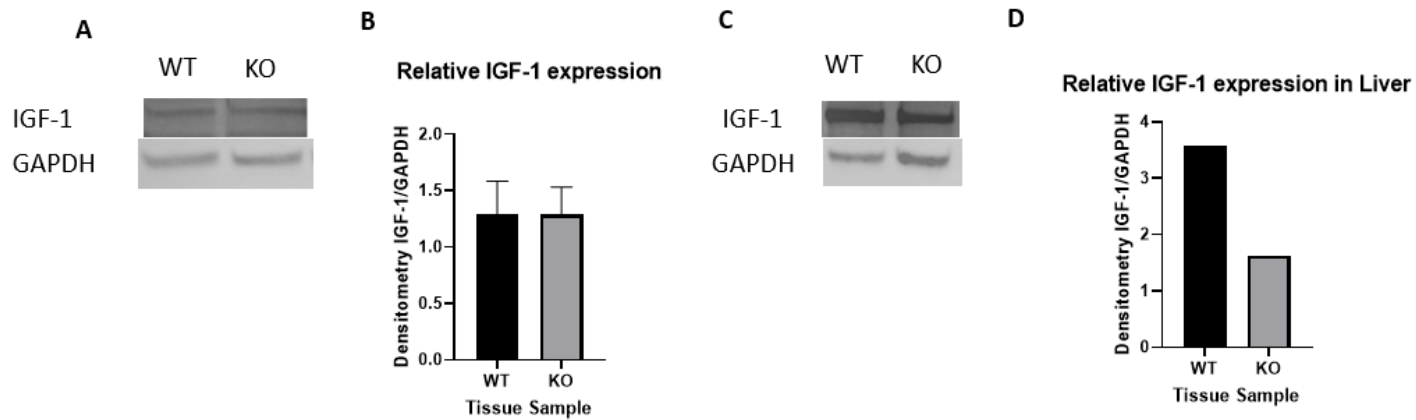 A
WT KO
IGF-1
GAPDH
B
Relative IGF-1 expression
Densitometry IGF-1/GAPDH
2.0
1.5
1.0
0.5
0.0
WT KO
Tissue Sample
C
WT KO
IGF-1
GAPDH
D
Relative IGF-1 expression in Liver
Densitometry IGF-1/GAPDH
4
3
2
1
0
WT KO
Tissue Sample